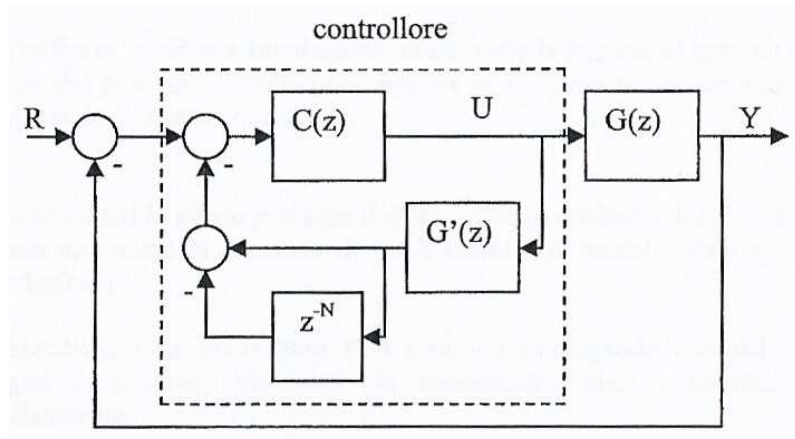 controllore
R
C(z)
U
G(z)
Y
-
-
G'(z)
-
z^{-N}